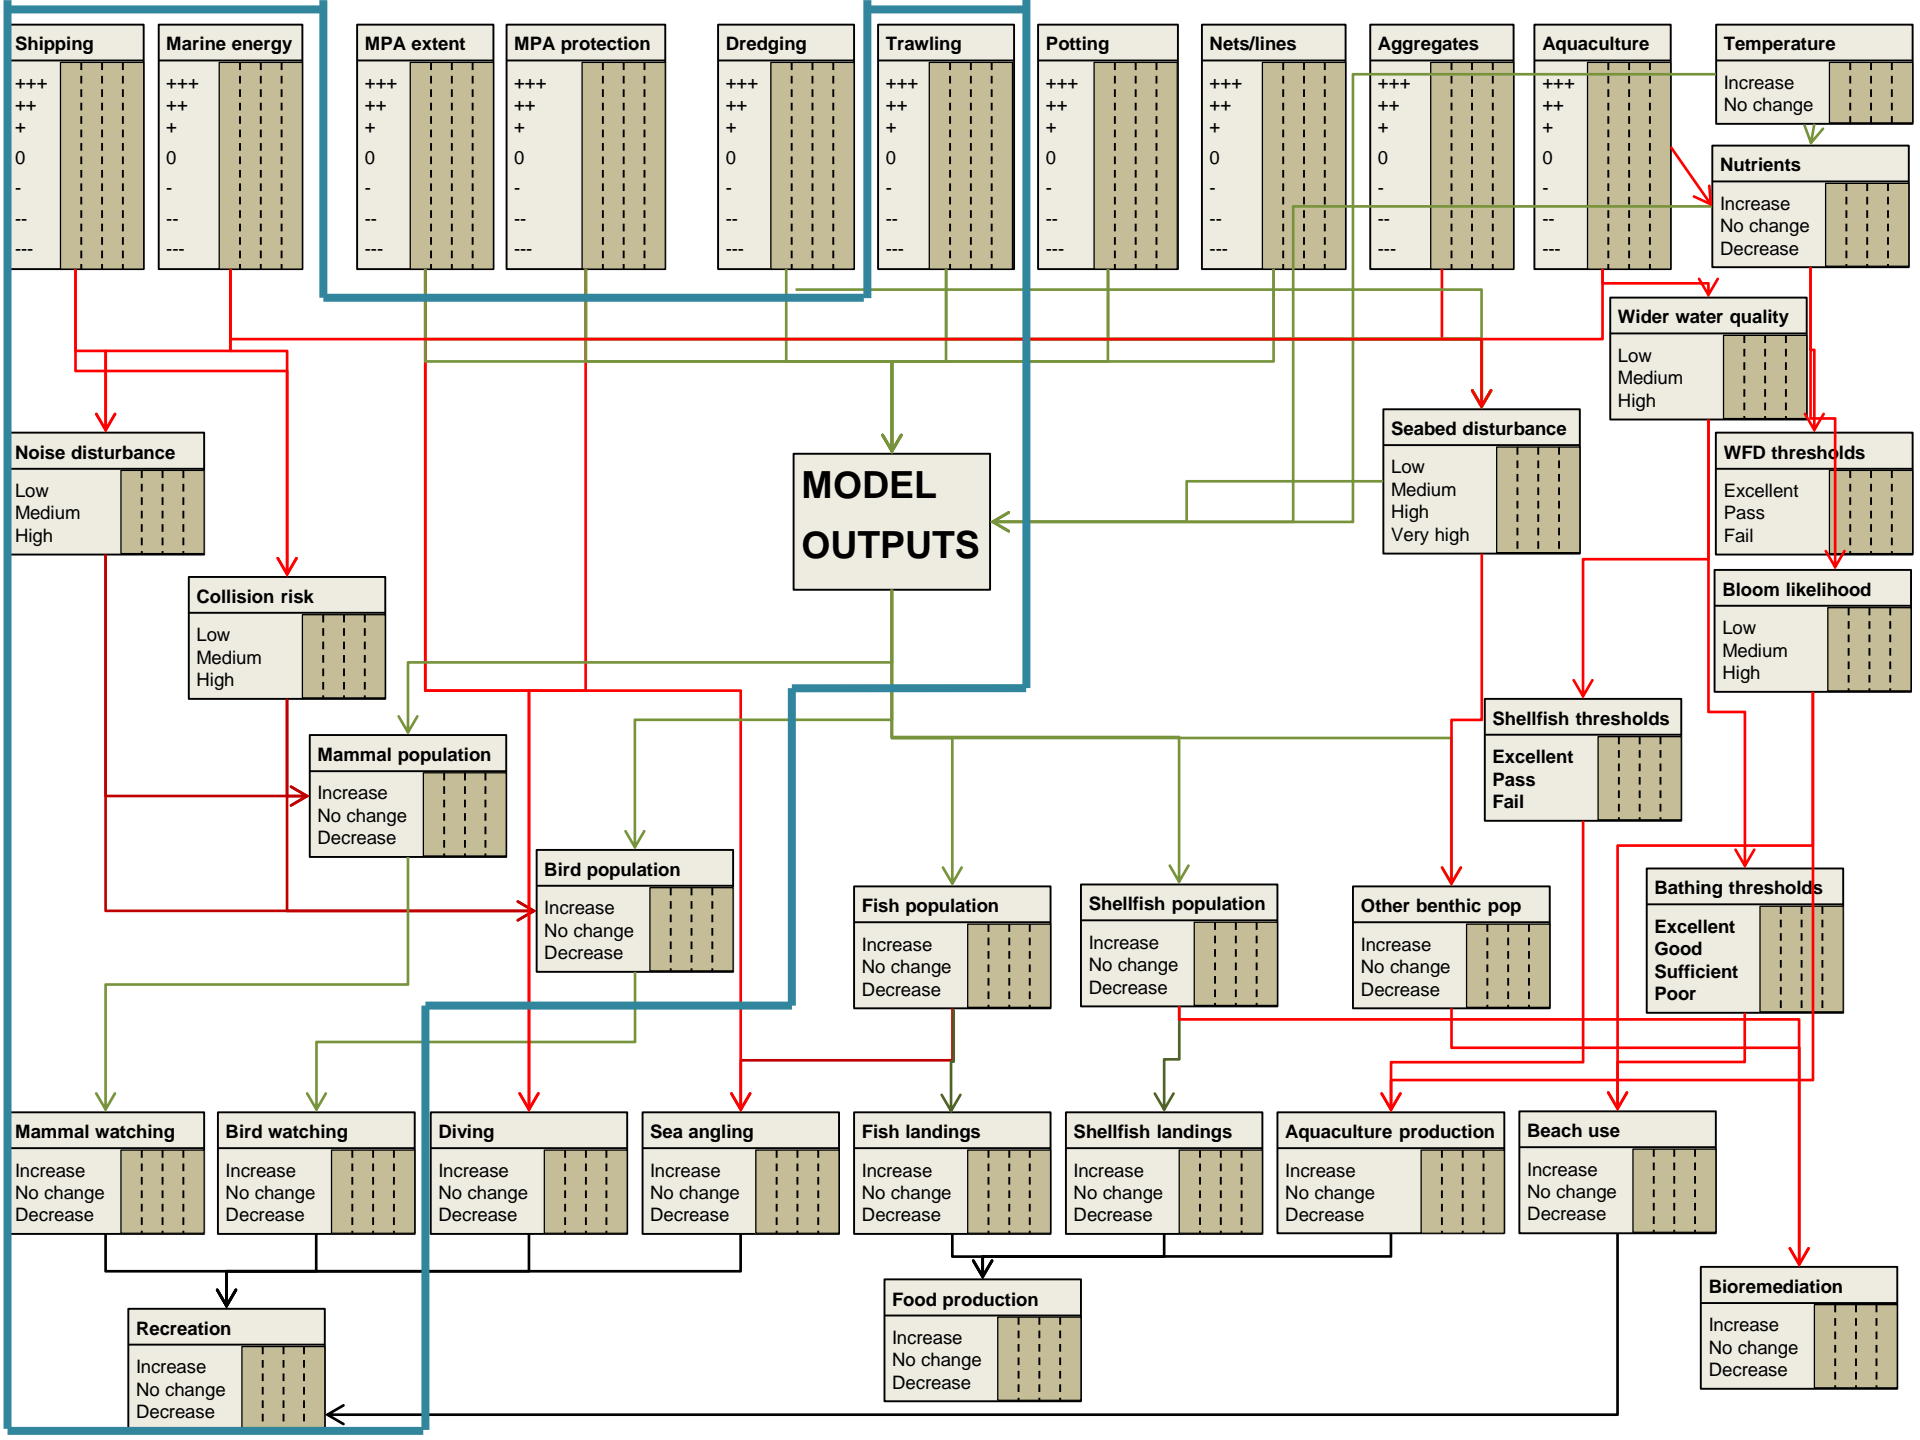 Shipping
+++
++
+
0
-
--
---
Marine energy
+++
++
+
0
-
--
---
MPA extent
+++
++
+
0
-
--
---
MPA protection
+++
++
+
0
-
--
---
Dredging
+++
++
+
0
-
--
---
Trawling
+++
++
+
0
-
--
---
Potting
+++
++
+
0
-
--
---
Nets/lines
+++
++
+
0
-
--
---
Aggregates
+++
++
+
0
-
--
---
Aquaculture
+++
++
+
0
-
--
---
Temperature
Increase
No change
Nutrients
Increase
No change
Decrease
Wider water quality
Low
Medium
High
Noise disturbance
Low
Medium
High
MODEL
OUTPUTS
Seabed disturbance
Low
Medium
High
Very high
WFD thresholds
Excellent
Pass
Fail
Collision risk
Low
Medium
High
Bloom likelihood
Low
Medium
High
Shellfish thresholds
Excellent
Pass
Fail
Mammal population
Increase
No change
Decrease
Bird population
Increase
No change
Decrease
Fish population
Increase
No change
Decrease
Shellfish population
Increase
No change
Decrease
Other benthic pop
Increase
No change
Decrease
Bathing thresholds
Excellent
Good
Sufficient
Poor
Mammal watching
Increase
No change
Decrease
Bird watching
Increase
No change
Decrease
Diving
Increase
No change
Decrease
Sea angling
Increase
No change
Decrease
Fish landings
Increase
No change
Decrease
Shellfish landings
Increase
No change
Decrease
Aquaculture production
Increase
No change
Decrease
Beach use
Increase
No change
Decrease
Recreation
Increase
No change
Decrease
Food production
Increase
No change
Decrease
Bioremediation
Increase
No change
Decrease